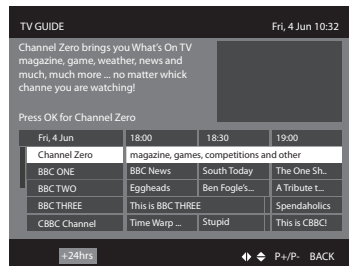 TV GUIDE Fri, 4 Jun 10:32
Channel Zero brings you What's On TV
magazine, game, weather, news and
much, much more ... no matter whick
channe you are watching!
Press OK for Channel Zero
Fri, 4 Jun 18:00 18:30 19:00
Channel Zero magazine, games, competitions and other
BBC ONE BBC News South Today The One Sh..
BBC TWO Eggheads Ben Fogle's... A Tribute t...
BBC THREE This is BBC THREE Spendaholics
CBBC Channel Time Warp ... Stupid This is CBBC!
+24hrs P+/P- BACK